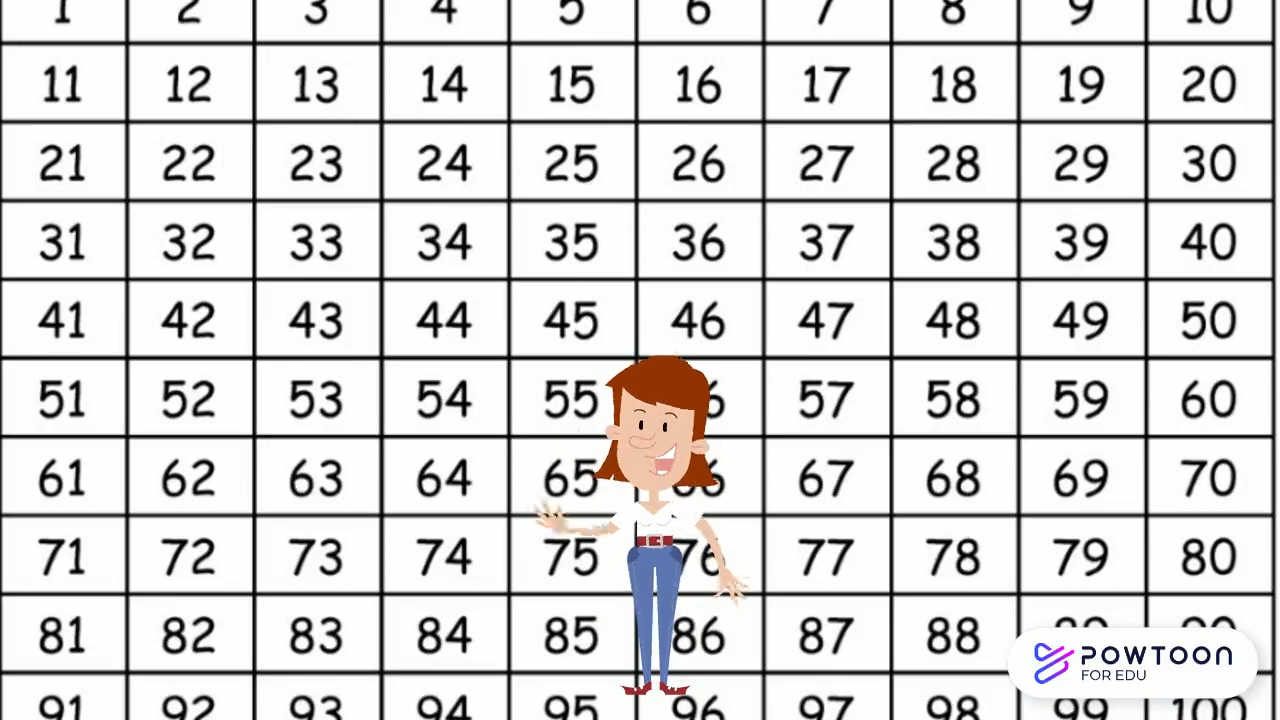 1 2 3 4 5 6 7 8 9 10
11 12 13 14 15 16 17 18 19 20
21 22 23 24 25 26 27 28 29 30
31 32 33 34 35 36 37 38 39 40
41 42 43 44 45 46 47 48 49 50
51 52 53 54 55 57 58 59 60
61 62 63 64 65 66 67 68 69 70
71 72 73 74 75 76 77 78 79 80
81 82 83 84 85 86 87 88 89 90
91 92 93 94 95 96 97 98 99 100
POWTOON
FOR EDU